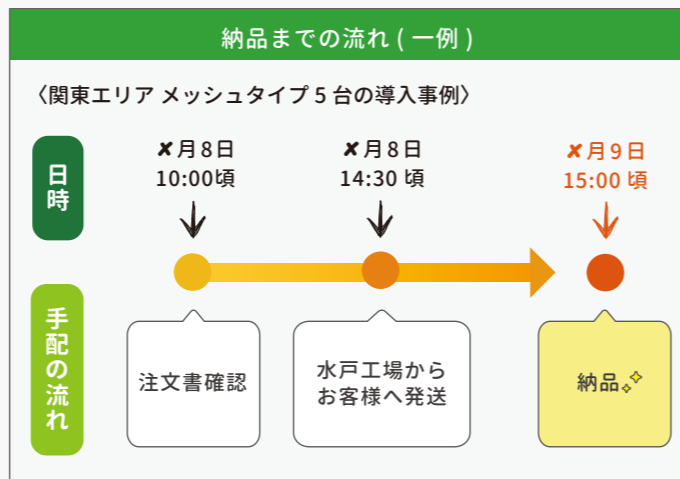 納品までの流れ ( 一例 )
〈関東エリア メッシュタイプ 5 台の導入事例〉
日時
✘月8日
10:00頃
✘月8日
14:30 頃
✘月9日
15:00 頃
手配の流れ
注文書確認
水戸工場から
お客様へ発送
納品